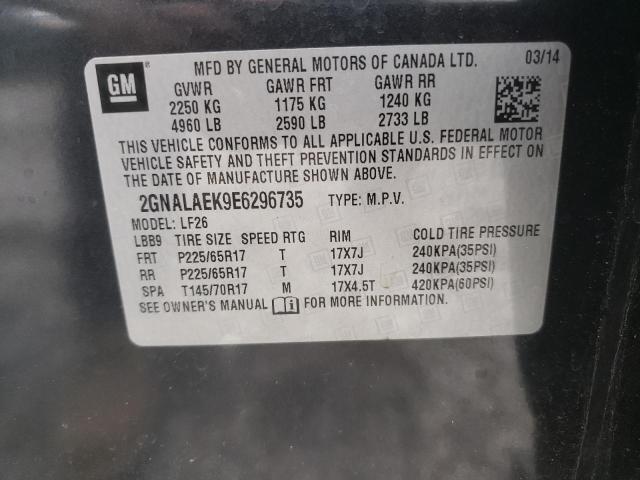 GM
MFD BY GENERAL MOTORS OF CANADA LTD. 03/14
GVWR GAWR FRT GAWR RR
2250 KG 1175 KG 1240 KG
4960 LB 2590 LB 2733 LB
THIS VEHICLE CONFORMS TO ALL APPLICABLE U.S. FEDERAL MOTOR
VEHICLE SAFETY AND THEFT PREVENTION STANDARDS IN EFFECT ON
THE DATE OF MANUFACTURE SHOWN ABOVE.
2GNALAEK9E6296735 TYPE: M.P.V.
MODEL: LF26
LBB9 TIRE SIZE SPEED RTG RIM COLD TIRE PRESSURE
FRT P225/65R17 T 17X7J 240KPA(35PSI)
RR P225/65R17 T 17X7J 240KPA(35PSI)
SPA T145/70R17 M 17X4.5T 420KPA(60PSI)
SEE OWNER'S MANUAL FOR MORE INFORMATION.